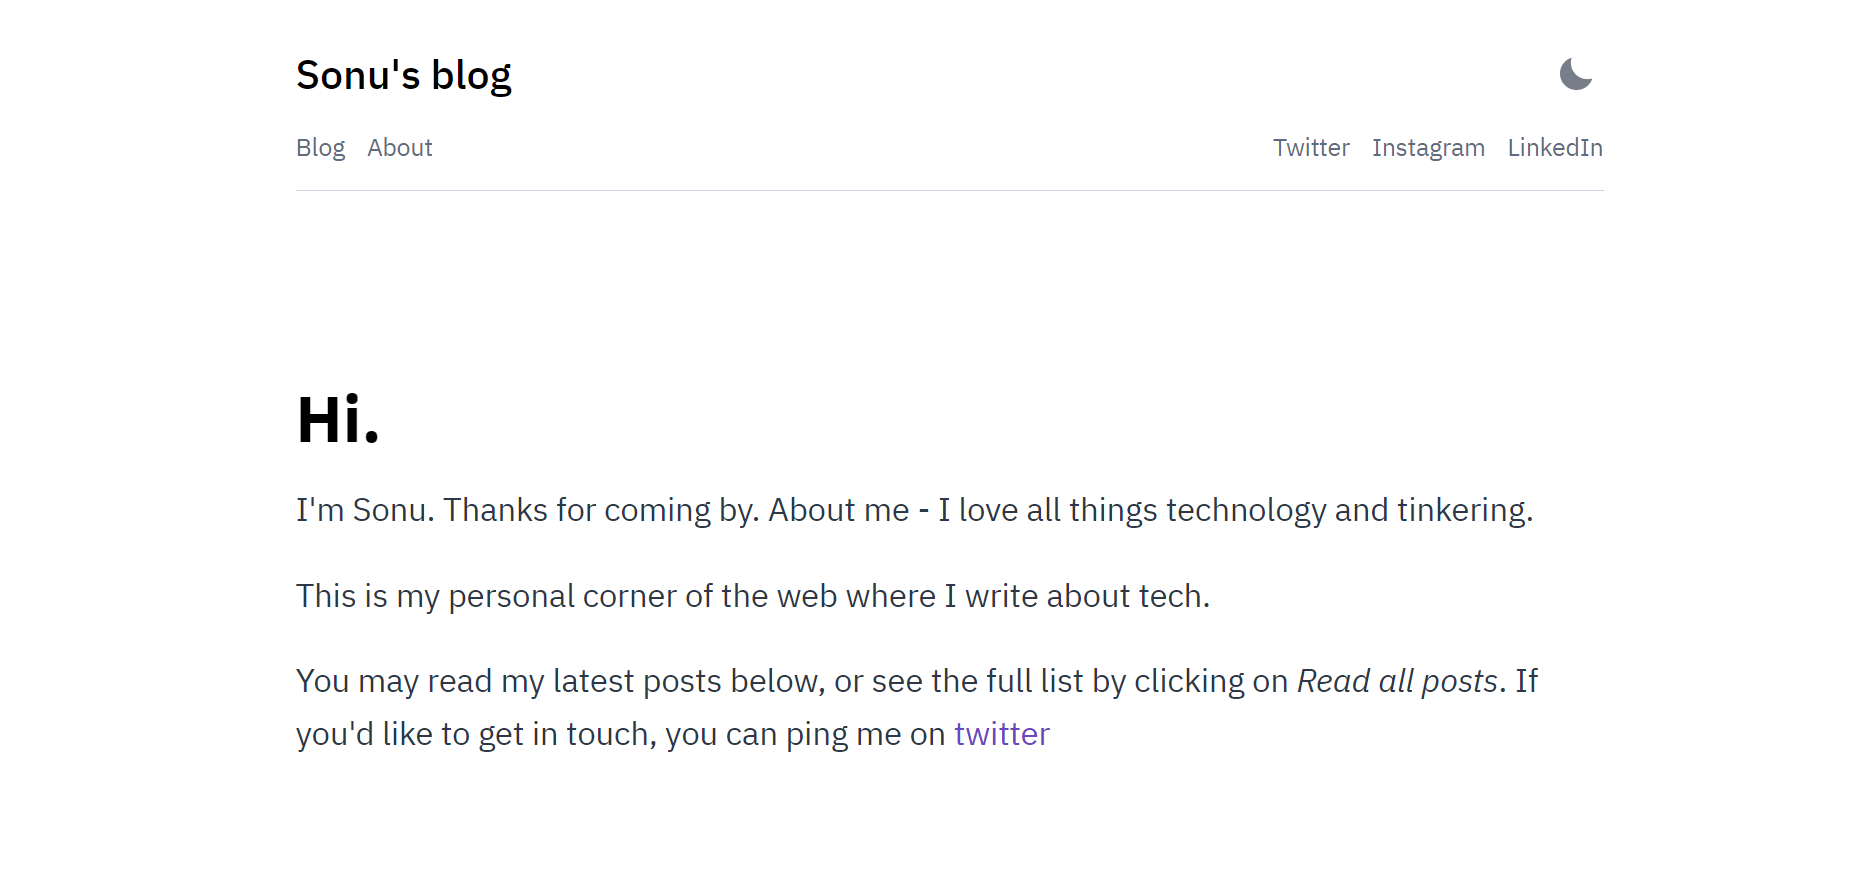 Sonu's blog
Blog About Twitter Instagram LinkedIn
Hi.
I'm Sonu. Thanks for coming by. About me - I love all things technology and tinkering.
This is my personal corner of the web where I write about tech.
You may read my latest posts below, or see the full list by clicking on Read all posts. If
you'd like to get in touch, you can ping me on twitter